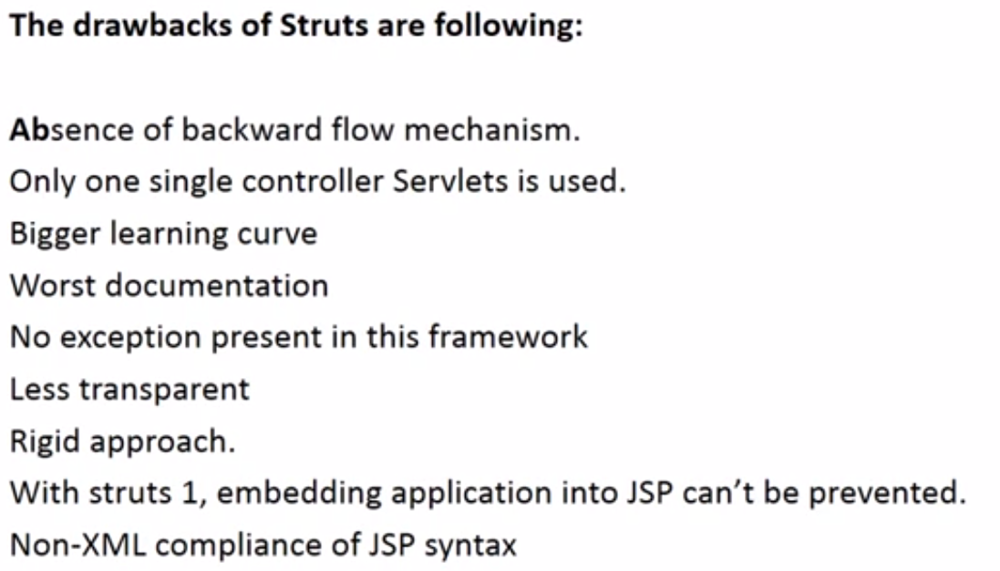 The drawbacks of Struts are following:
Absence of backward flow mechanism.
Only one single controller Servlets is used.
Bigger learning curve
Worst documentation
No exception present in this framework
Less transparent
Rigid approach.
With struts 1, embedding application into JSP can’t be prevented.
Non-XML compliance of JSP syntax